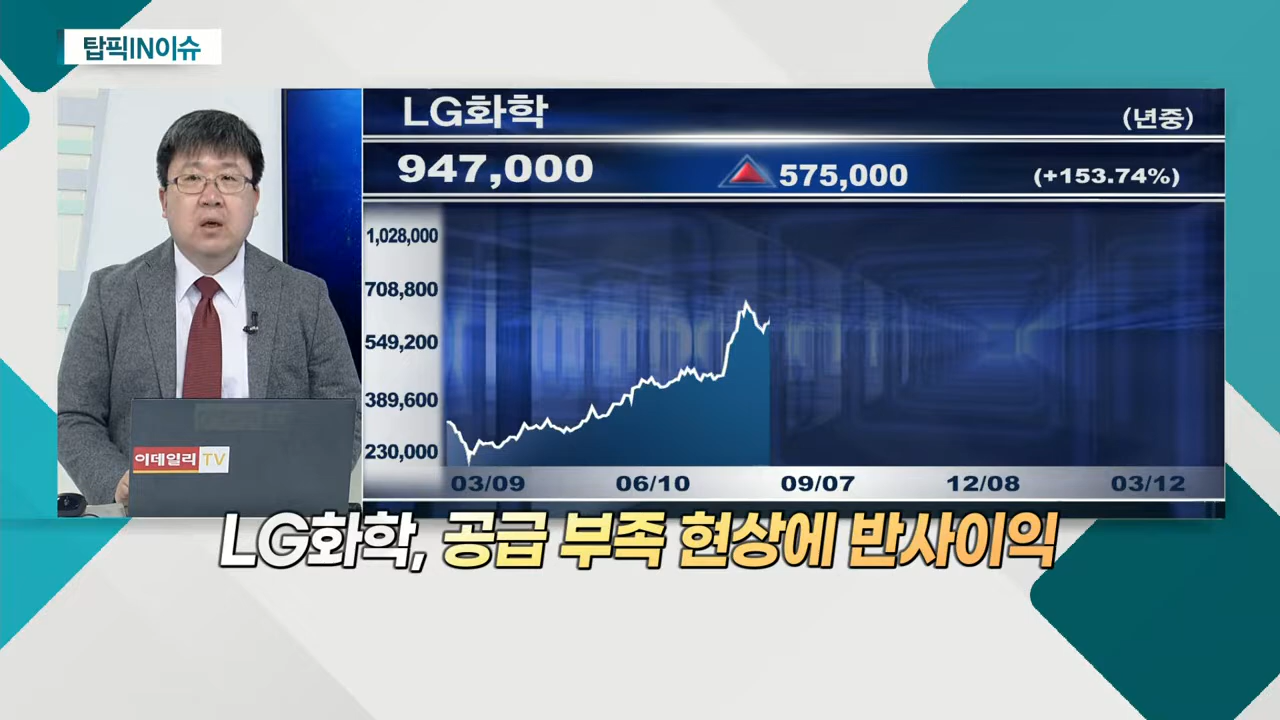 탑픽IN이슈
LG화학 (년중)
947,000 575,000 (+153.74%)
1,028,000
708,800
549,200
389,600
230,000
03/09 06/10 09/07 12/08 03/12
이데일리 TV
LG화학, 공급 부족 현상에 반사이익